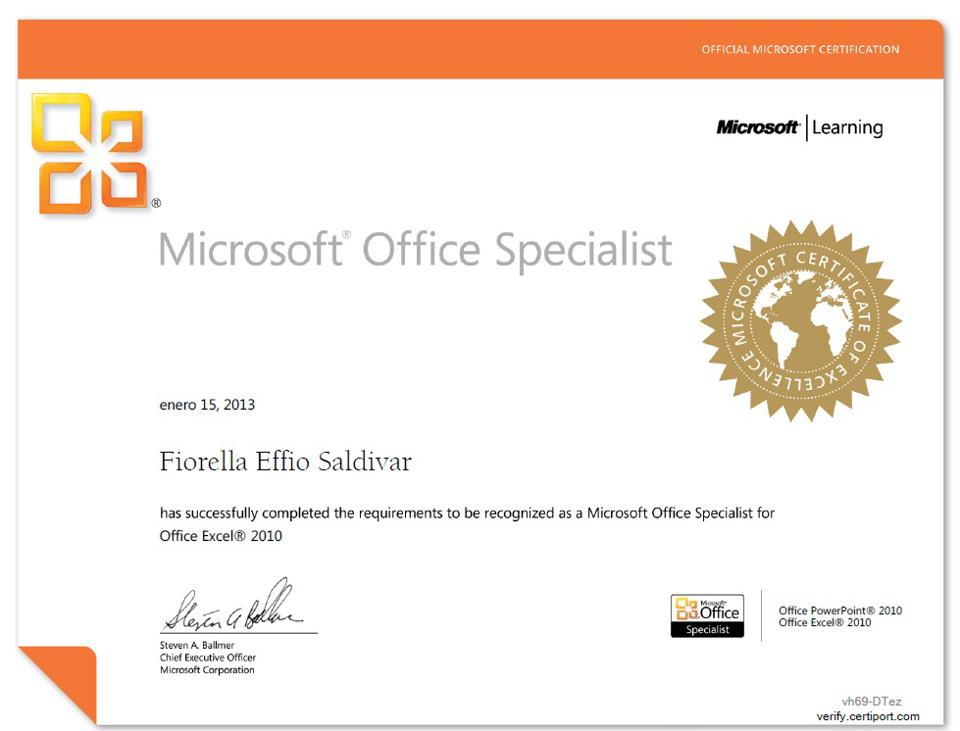 OFFICIAL MICROSOFT CERTIFICATION
Microsoft | Learning
®
Microsoft® Office Specialist
MICROSOFT CERTIFICATE OF EXCELLENCE
enero 15, 2013
Fiorella Effio Saldivar
has successfully completed the requirements to be recognized as a Microsoft Office Specialist for
Office Excel® 2010
Steven A Ballmer
Steven A. Ballmer
Chief Executive Officer
Microsoft Corporation
Microsoft®
Office
Specialist
Office PowerPoint® 2010
Office Excel® 2010
vh69-DTez
verify.certiport.com